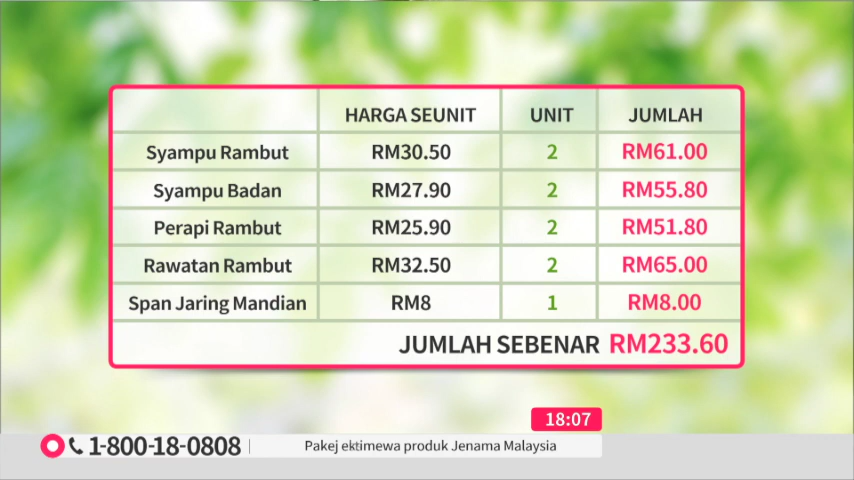 HARGA SEUNIT UNIT JUMLAH
Syampu Rambut RM30.50 2 RM61.00
Syampu Badan RM27.90 2 RM55.80
Perapi Rambut RM25.90 2 RM51.80
Rawatan Rambut RM32.50 2 RM65.00
Span Jaring Mandian RM8 1 RM8.00
JUMLAH SEBENAR RM233.60
18:07
1-800-18-0808 Pakej ektimewa produk Jenama Malaysia